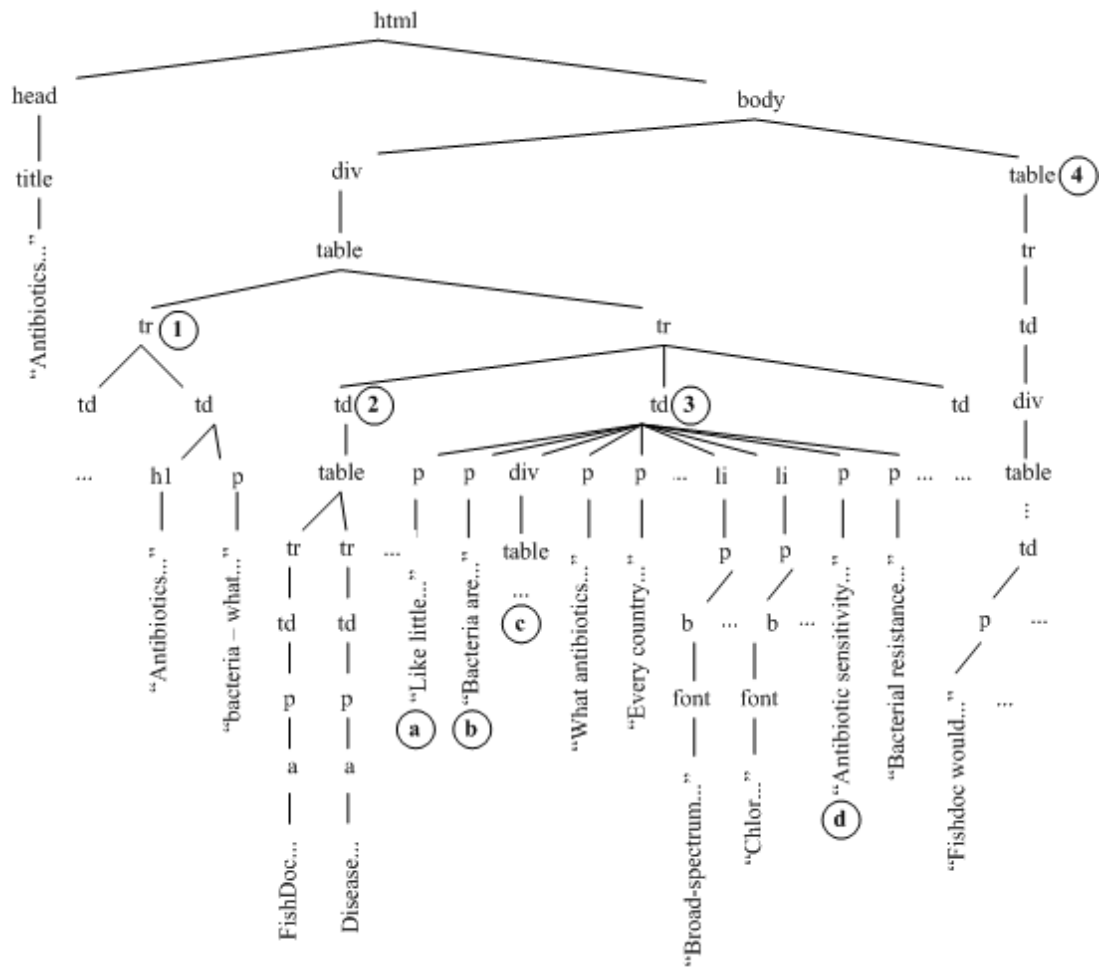 html
head
body
title
div
table 4
"Antibiotics..."
table
tr
tr 1
tr
td
td
td
td 2
td 3
td
div
...
h1
p
table
p
p
div
p
p
...
li
li
p
p
...
...
table
"Antibiotics..."
"bacteria – what..."
tr
tr
...
"Like little..."
"Bacteria are..."
table
"What antibiotics..."
"Every country..."
p
p
"Antibiotic sensitivity..."
"Bacterial resistance..."
...
td
td
td
...
c
b
...
b
...
p
...
p
p
a
b
font
font
"Fishdoc would..."
...
a
a
"Broad-spectrum..."
"Chlor..."
d
FishDoc...
Disease...